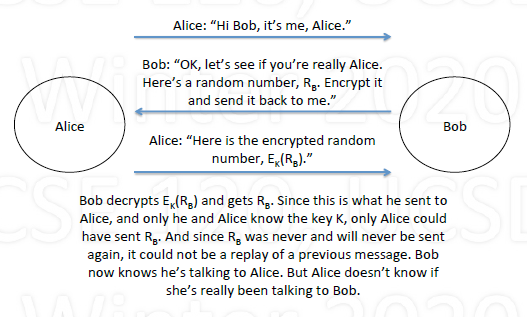 Alice: “Hi Bob, it’s me, Alice.”
Bob: “OK, let’s see if you’re really Alice.
Here’s a random number, R_B. Encrypt it
and send it back to me.”
Alice
Bob
Alice: “Here is the encrypted random
number, E_K(R_B).”
Bob decrypts E_K(R_B) and gets R_B. Since this is what he sent to
Alice, and only he and Alice know the key K, only Alice could
have sent R_B. And since R_B was never and will never be sent
again, it could not be a replay of a previous message. Bob
now knows he’s talking to Alice. But Alice doesn’t know if
she’s really been talking to Bob.